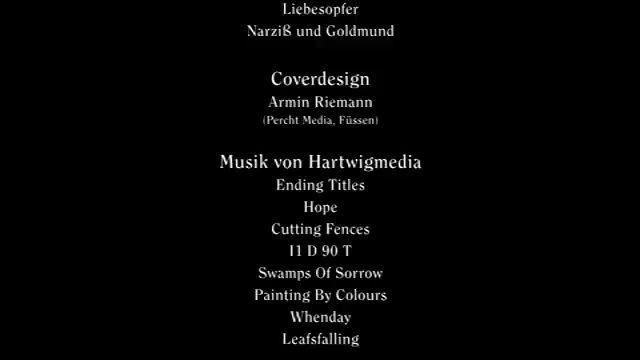 Liebesopfer
Narziß und Goldmund
Coverdesign
Armin Riemann
(Percht Media, Füssen)
Musik von Hartwigmedia
Ending Titles
Hope
Cutting Fences
I1 D 90 T
Swamps Of Sorrow
Painting By Colours
Whenday
Leafsfalling